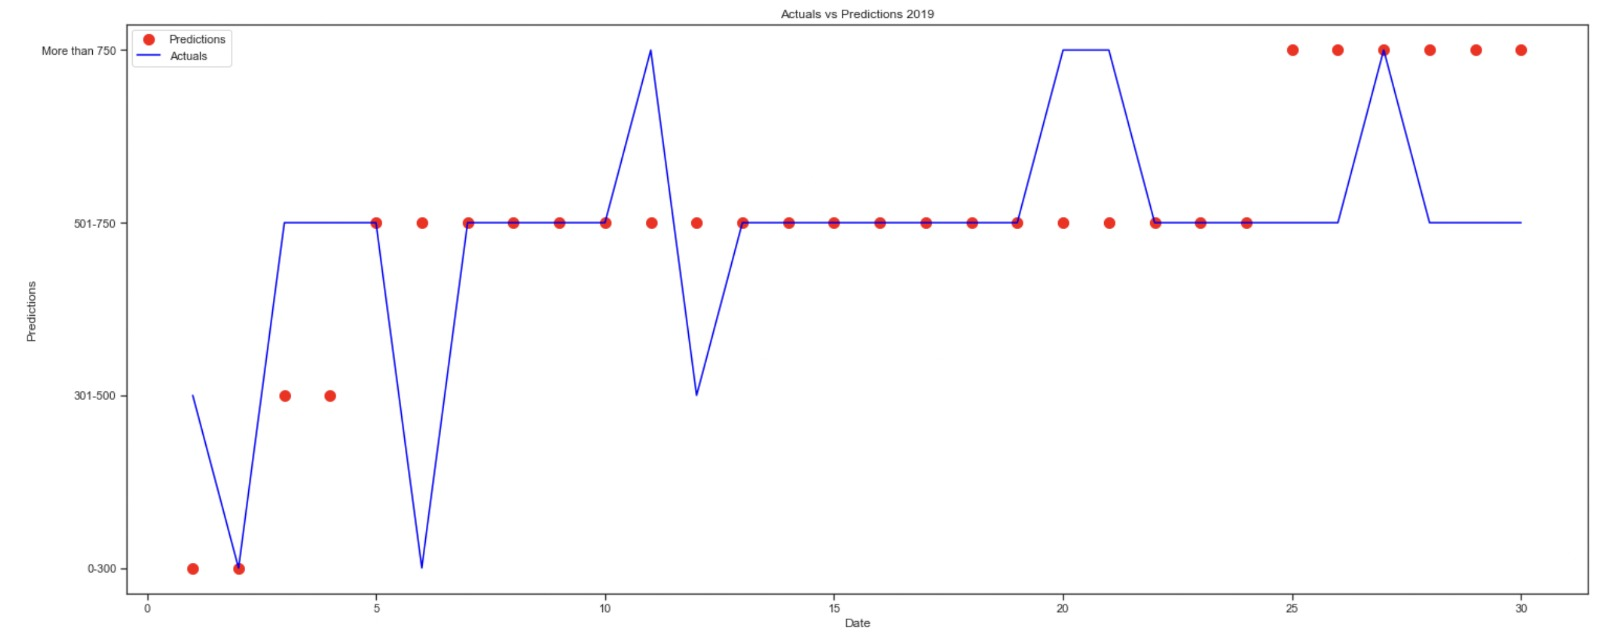 Actuals vs Predictions 2019
Predictions
Actuals
More than 750
501-750
301-500
0-300
Predictions
0 5 10 15 20 25 30
Date